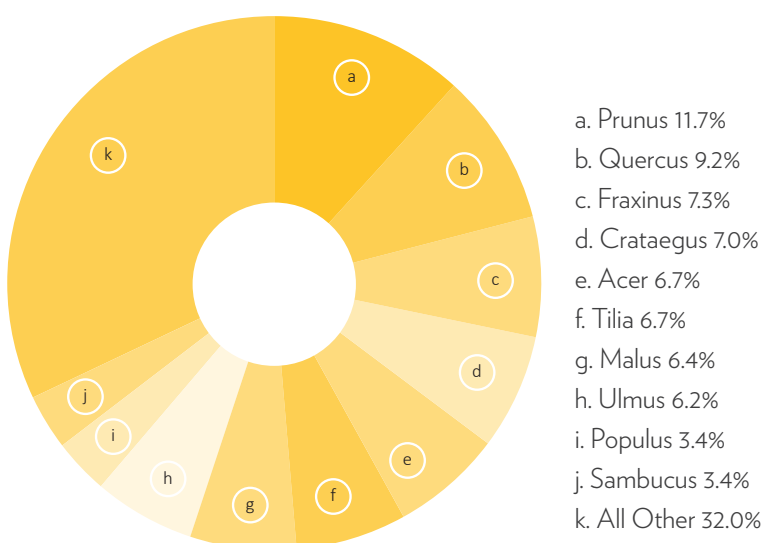 a
b
c
d
e
f
g
h
i
j
k
a. Prunus 11.7%
b. Quercus 9.2%
c. Fraxinus 7.3%
d. Crataegus 7.0%
e. Acer 6.7%
f. Tilia 6.7%
g. Malus 6.4%
h. Ulmus 6.2%
i. Populus 3.4%
j. Sambucus 3.4%
k. All Other 32.0%